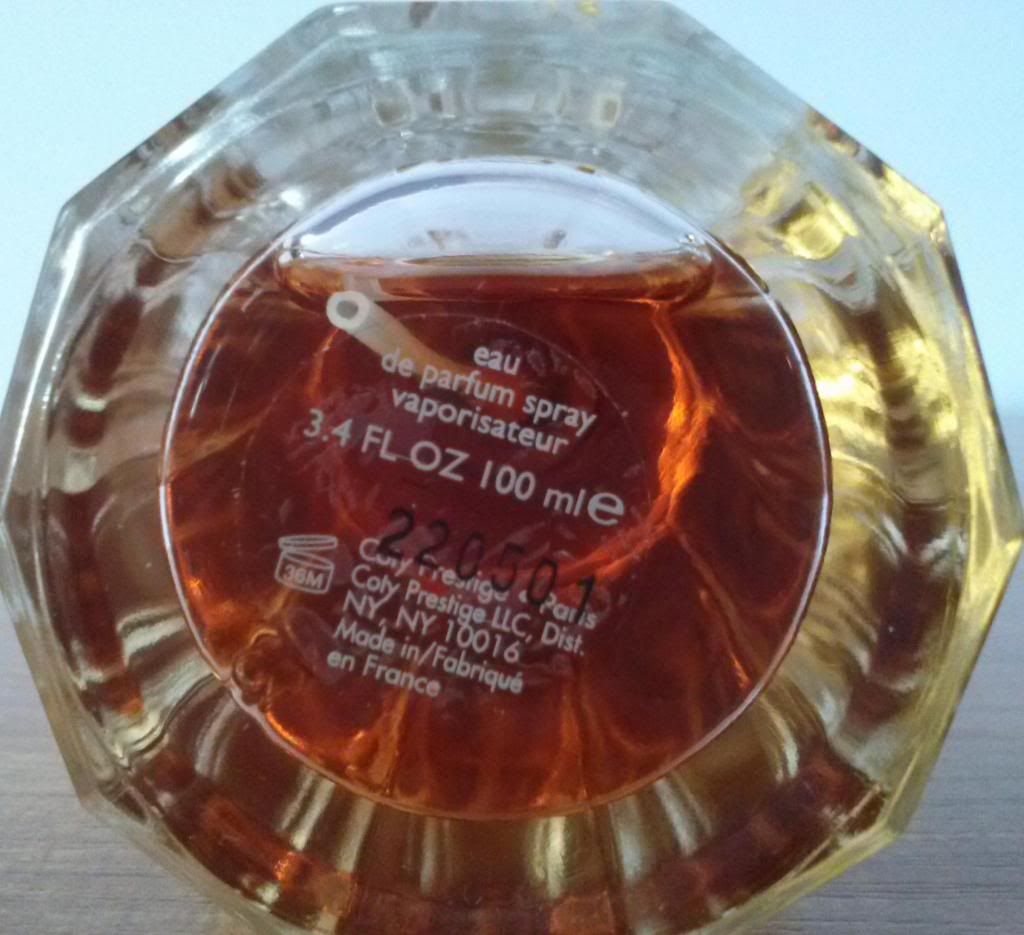 eau
de parfum spray
vaporisateur
3.4 FL OZ 100 ml e
220501
36M
Coty Prestige & Paris
Coty Prestige LLC, Dist.
NY, NY 10016
Made in/Fabriqué
en France